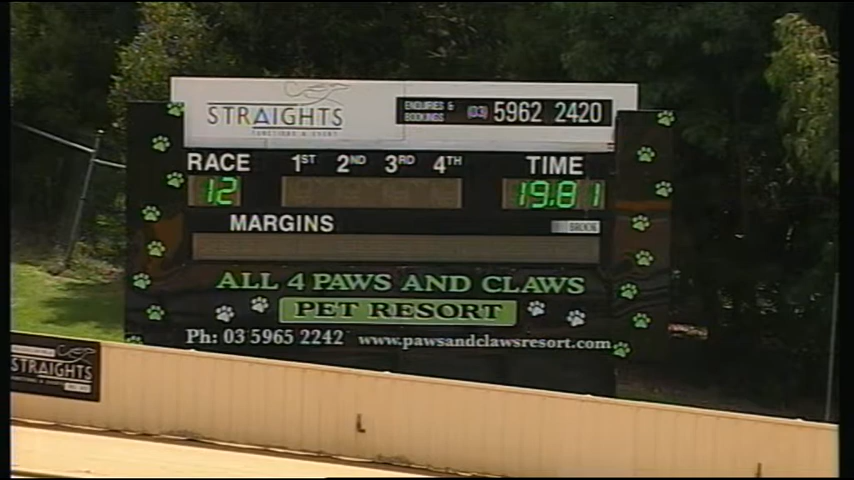 STRAIGHTS
FUNCTIONS & EVENT
ENQUIRIES &
BOOKINGS
(03) 5962 2420
RACE 1ST 2ND 3RD 4TH TIME
12 19.81
MARGINS
ALL 4 PAWS AND CLAWS
PET RESORT
Ph: 03 5965 2242 www.pawsandclawsresort.com
STRAIGHTS